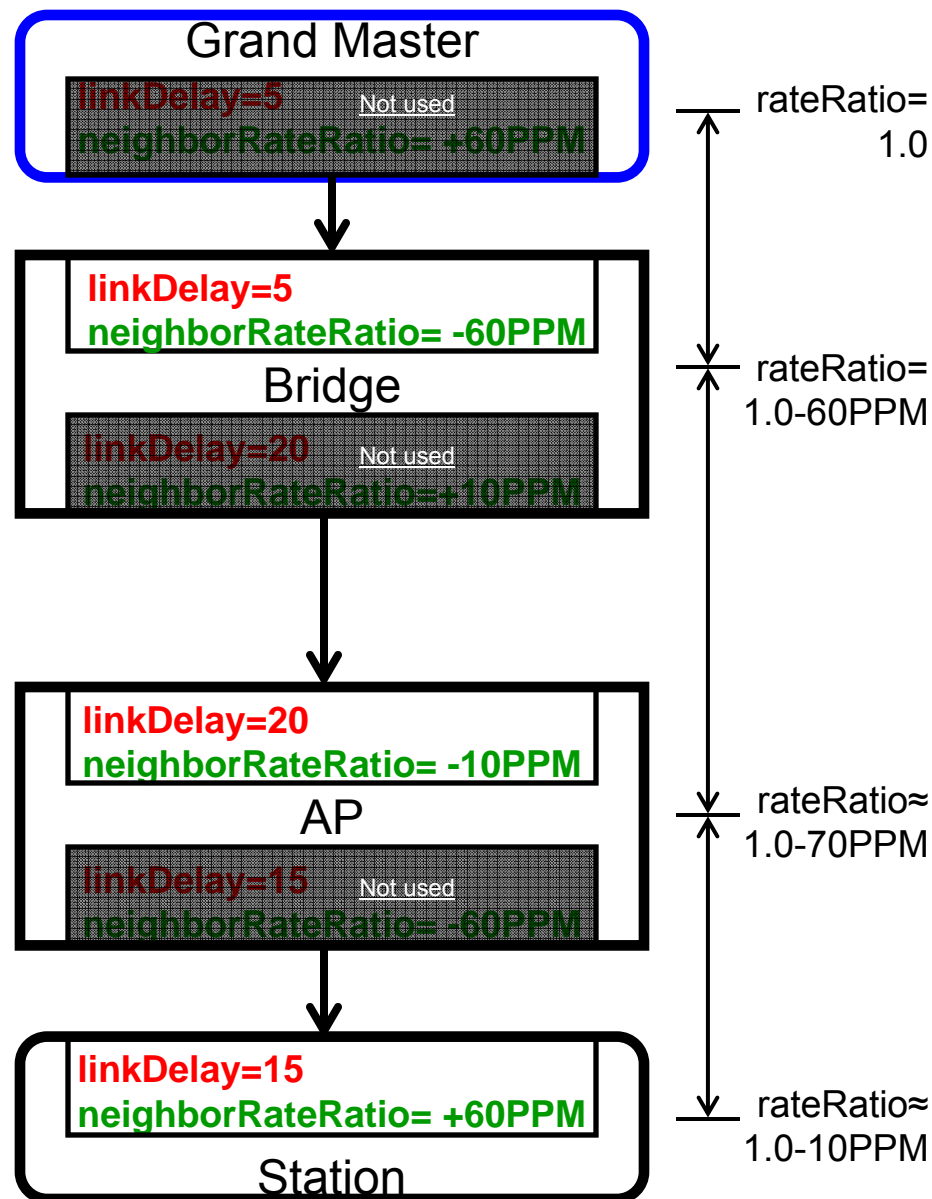 Grand Master
linkDelay=5
Not used
neighborRateRatio= +60PPM
rateRatio=
1.0
linkDelay=5
neighborRateRatio= -60PPM
Bridge
rateRatio=
1.0-60PPM
linkDelay=20
Not used
neighborRateRatio=+10PPM
linkDelay=20
neighborRateRatio= -10PPM
AP
rateRatio≈
1.0-70PPM
linkDelay=15
Not used
neighborRateRatio= -60PPM
linkDelay=15
neighborRateRatio= +60PPM
Station
rateRatio≈
1.0-10PPM